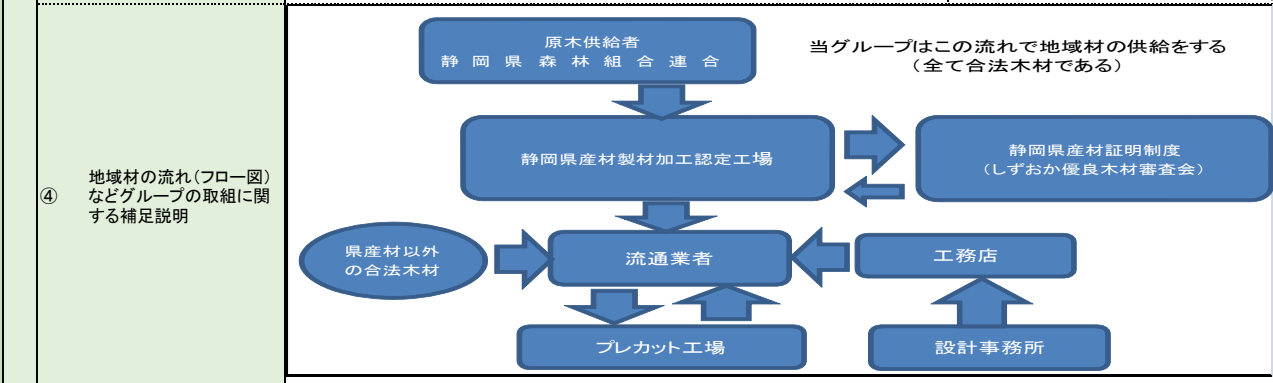 ④
地域材の流れ(フロー図)
などグループの取組に関
する補足説明
原木供給者
静岡県森林組合連合
当グループはこの流れで地域材の供給をする
(全て合法木材である)
静岡県産材製材加工認定工場
静岡県産材証明制度
(しずおか優良木材審査会)
県産材以外
の合法木材
流通業者
工務店
プレカット工場
設計事務所